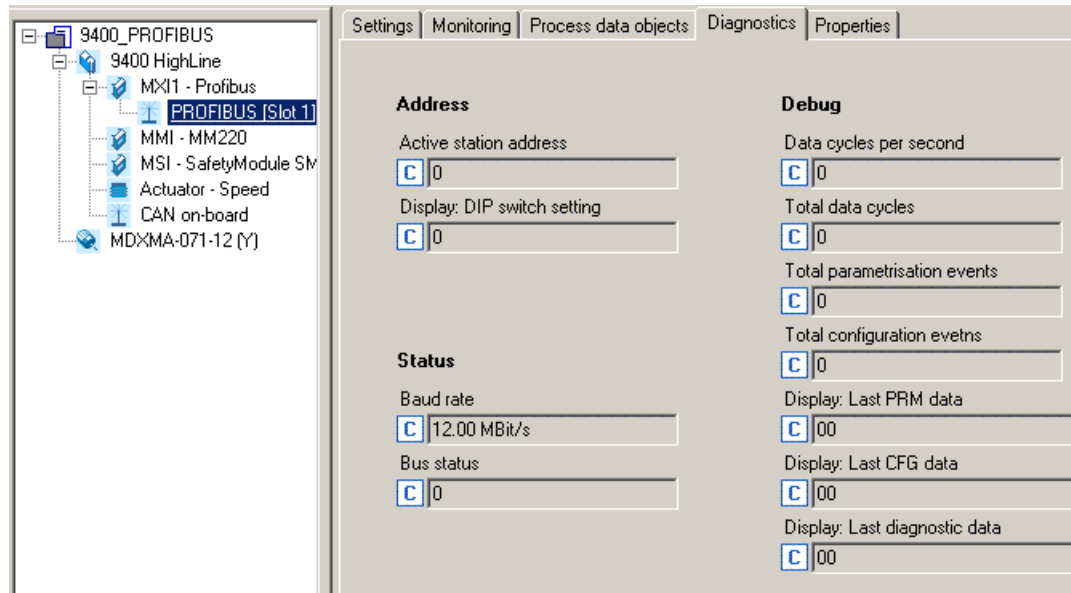 9400_PROFIBUS
9400 HighLine
MXI1 - Profibus
PROFIBUS [Slot 1]
MMI - MM220
MSI - SafetyModule SM
Actuator - Speed
CAN on-board
MDXMA-071-12 (Y)
Settings Monitoring Process data objects Diagnostics Properties
Address
Active station address
C 0
Display: DIP switch setting
C 0
Status
Baud rate
C 12.00 MBit/s
Bus status
C 0
Debug
Data cycles per second
C 0
Total data cycles
C 0
Total parametrisation events
C 0
Total configuration evetns
C 0
Display: Last PRM data
C 00
Display: Last CFG data
C 00
Display: Last diagnostic data
C 00